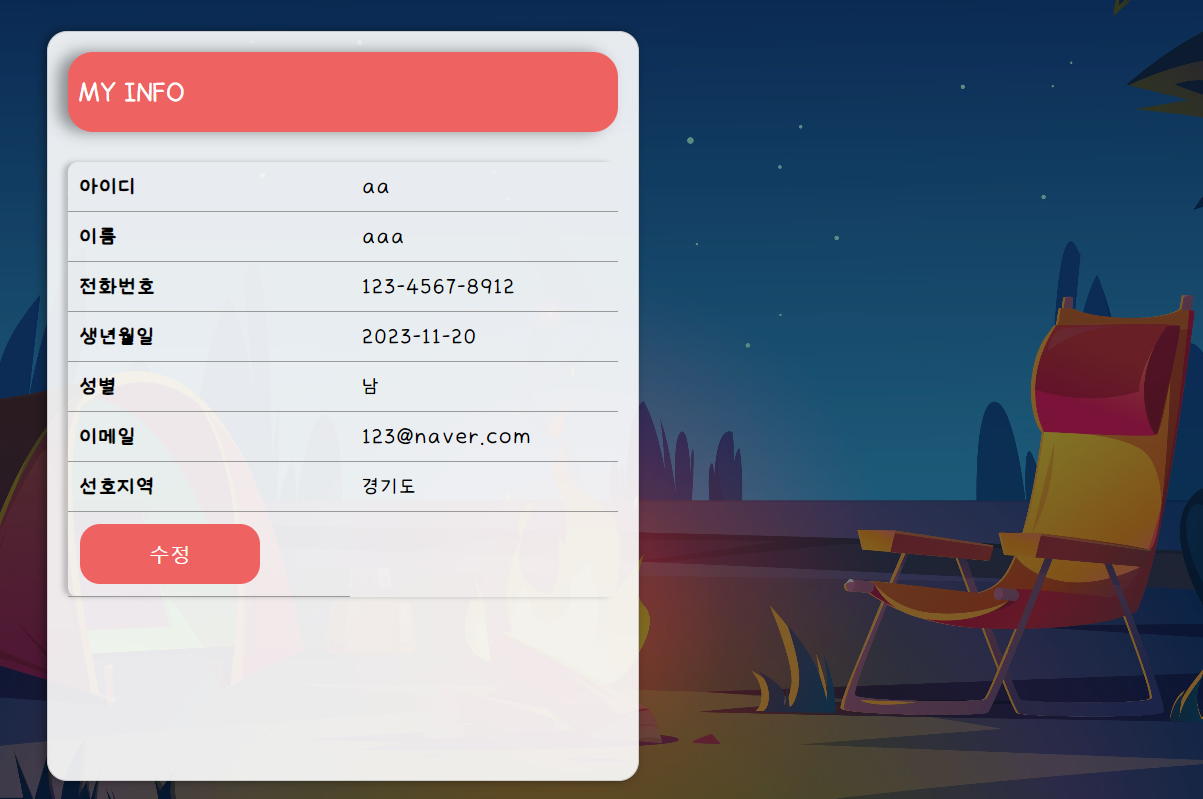 MY INFO
아이디 aa
이름 aaa
전화번호 123-4567-8912
생년월일 2023-11-20
성별 남
이메일 123@naver.com
선호지역 경기도
수정